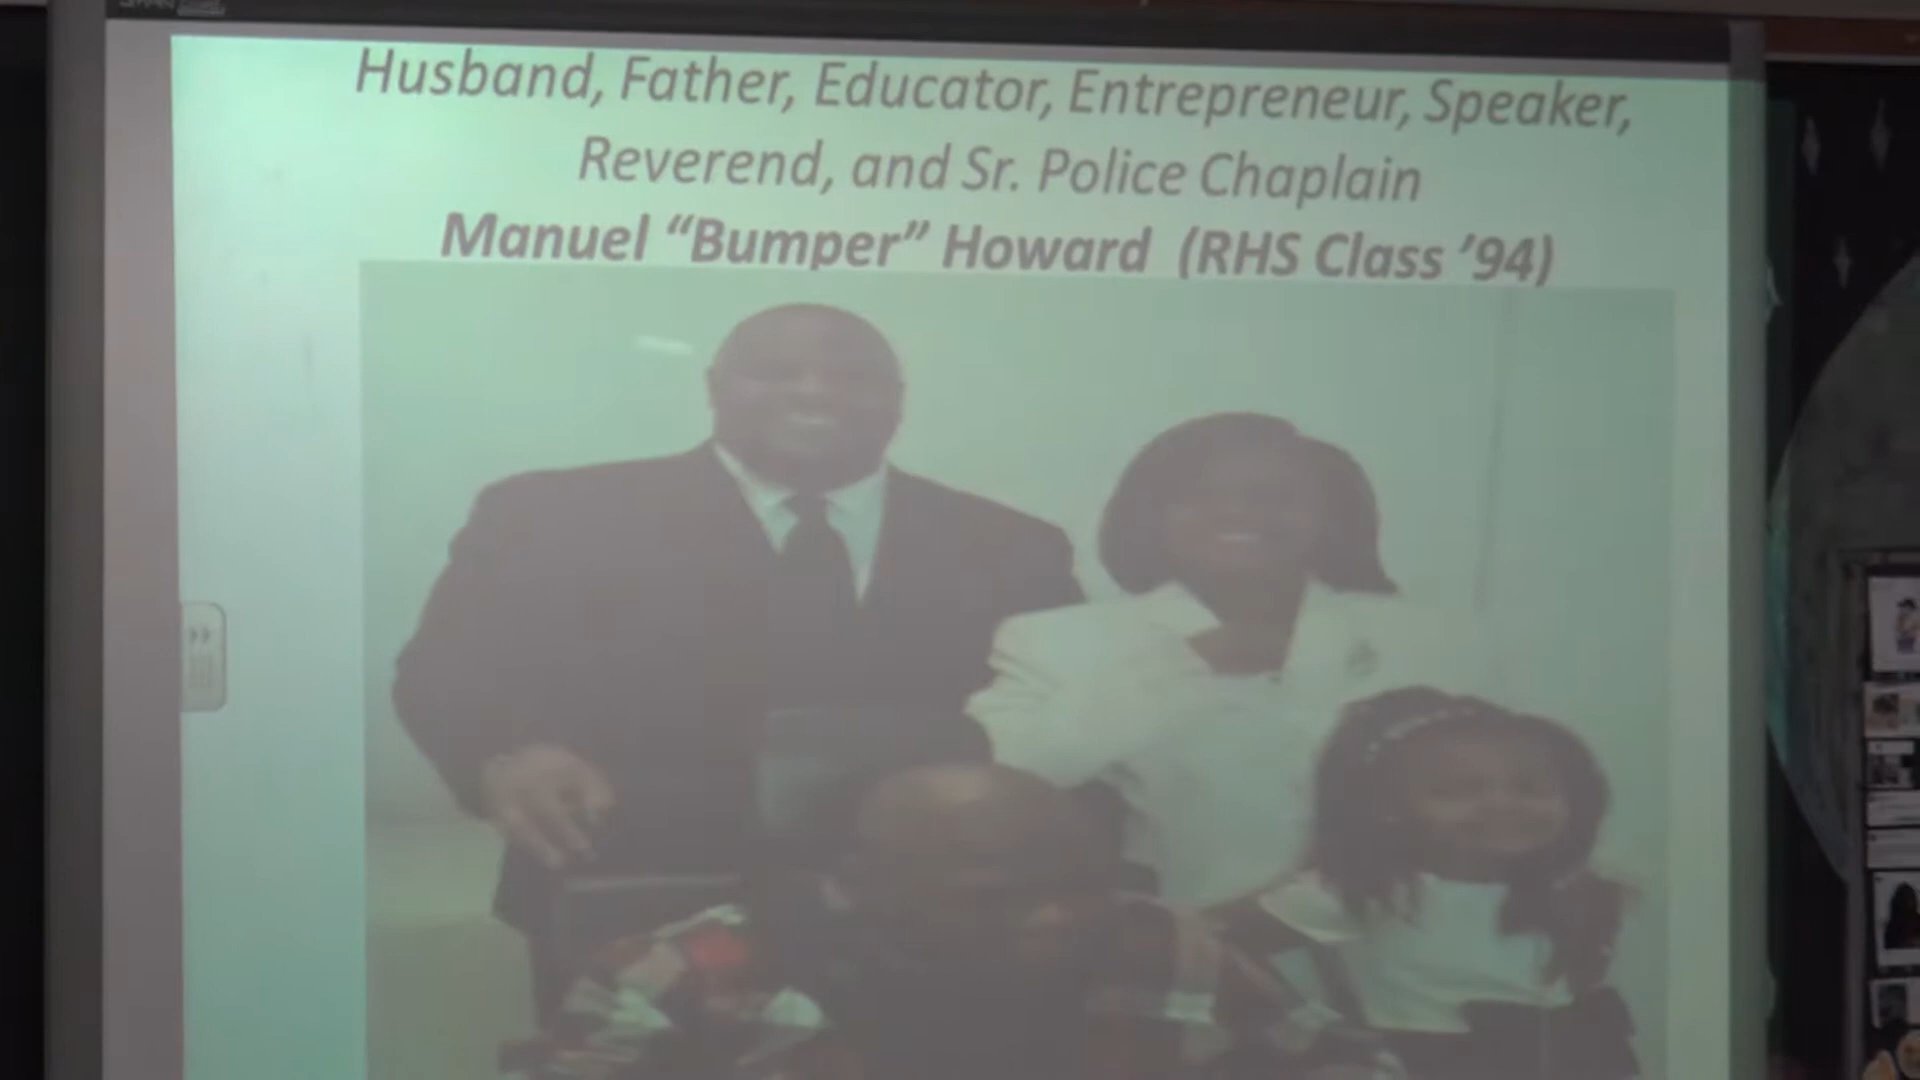 Husband, Father, Educator, Entrepreneur, Speaker,
Reverend, and Sr. Police Chaplain
Manuel “Bumper” Howard (RHS Class ’94)